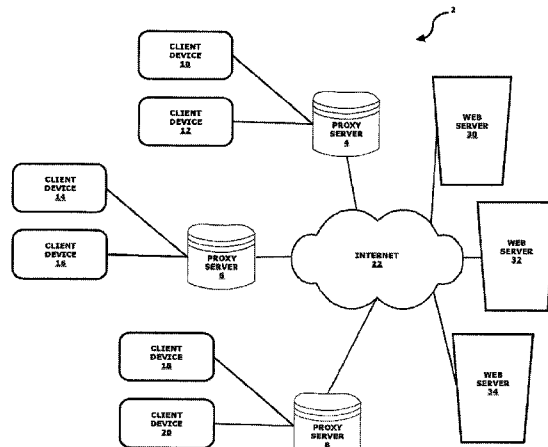 2
CLIENT
DEVICE
10
CLIENT
DEVICE
12
PROXY
SERVER
4
WEB
SERVER
30
CLIENT
DEVICE
14
CLIENT
DEVICE
16
PROXY
SERVER
6
INTERNET
22
WEB
SERVER
32
CLIENT
DEVICE
18
CLIENT
DEVICE
20
PROXY
SERVER
8
WEB
SERVER
34